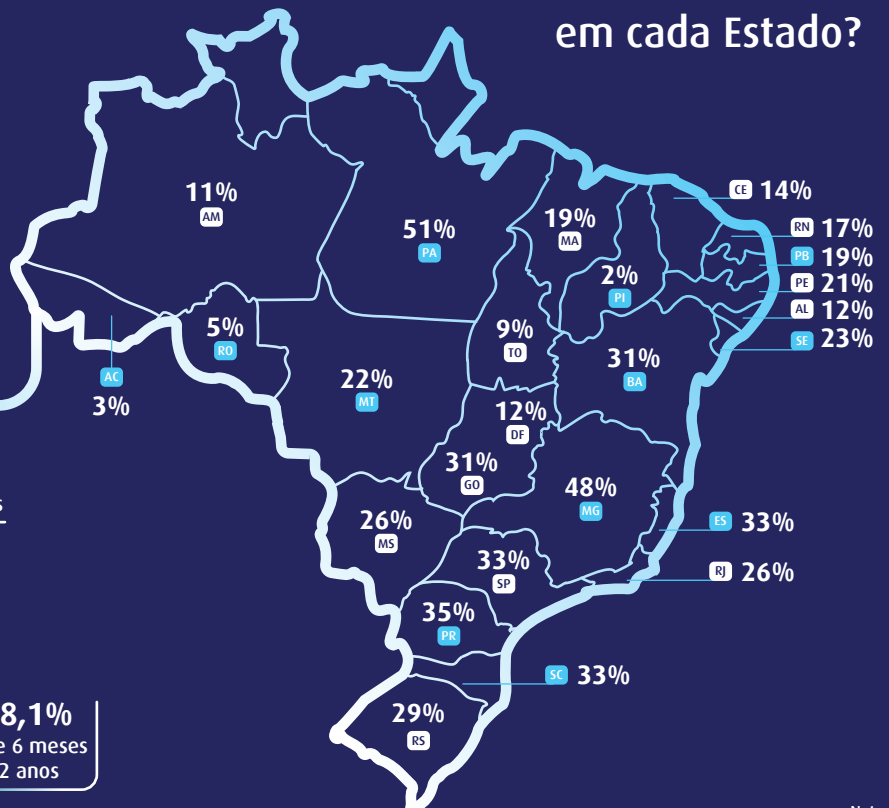 em cada Estado?
CE 14%
RN 17%
PB 19%
PE 21%
AL 12%
SE 23%
11%
AM
51%
PA
19%
MA
2%
PI
5%
RO
9%
TO
31%
BA
AC
3%
22%
MT
12%
DF
31%
GO
48%
MG
26%
MS
ES 33%
RJ 26%
33%
SP
35%
PR
SC 33%
29%
RS
8,1%
e 6 meses
2 anos